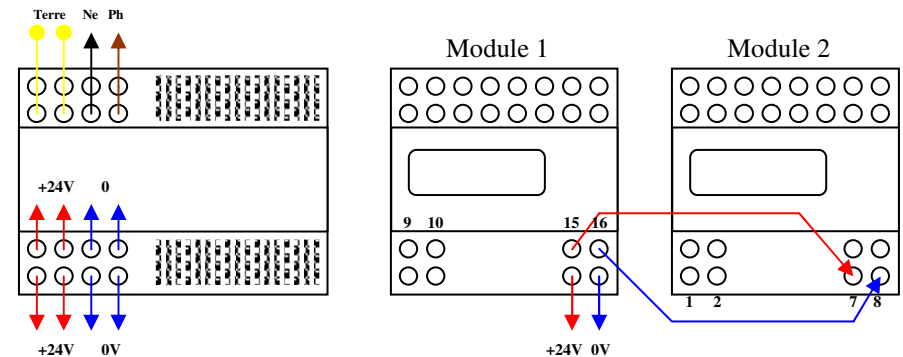 Terre Ne Ph
Module 1
Module 2
+24V 0
9 10 15 16
1 2 7 8
+24V 0V
+24V 0V